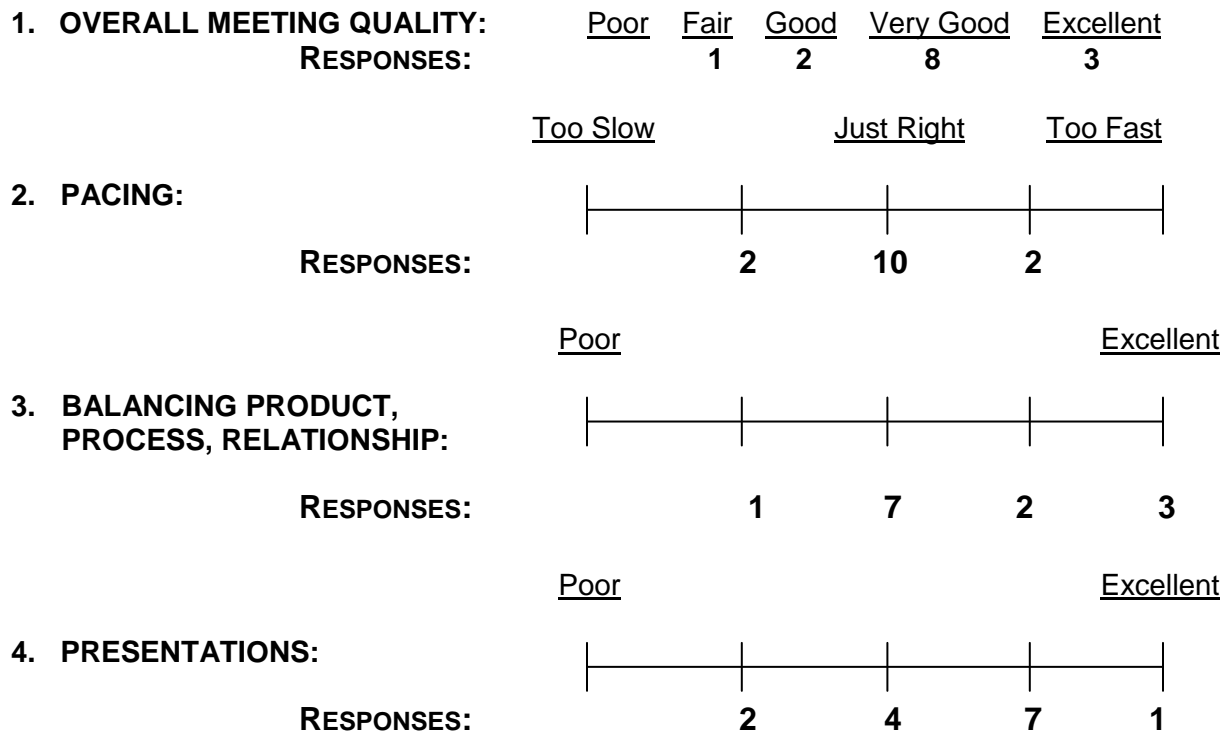 1. OVERALL MEETING QUALITY: Poor Fair Good Very Good Excellent
RESPONSES: 1 2 8 3
Too Slow Just Right Too Fast
2. PACING:
RESPONSES: 2 10 2
Poor Excellent
3. BALANCING PRODUCT,
PROCESS, RELATIONSHIP:
RESPONSES: 1 7 2 3
Poor Excellent
4. PRESENTATIONS:
RESPONSES: 2 4 7 1